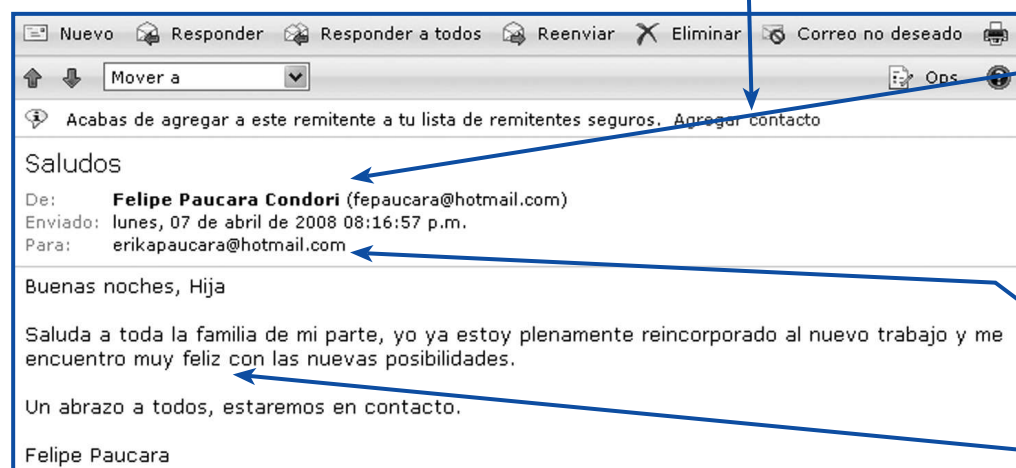 Nuevo Responder Responder a todos Reenviar Eliminar Correo no deseado
Mover a Ops
Acabas de agregar a este remitente a tu lista de remitentes seguros. Agregar contacto
Saludos
De: Felipe Paucara Condori (fepaucara@hotmail.com)
Enviado: lunes, 07 de abril de 2008 08:16:57 p.m.
Para: erikapaucara@hotmail.com
Buenas noches, Hija
Saluda a toda la familia de mi parte, yo ya estoy plenamente reincorporado al nuevo trabajo y me
encuentro muy feliz con las nuevas posibilidades.
Un abrazo a todos, estaremos en contacto.
Felipe Paucara